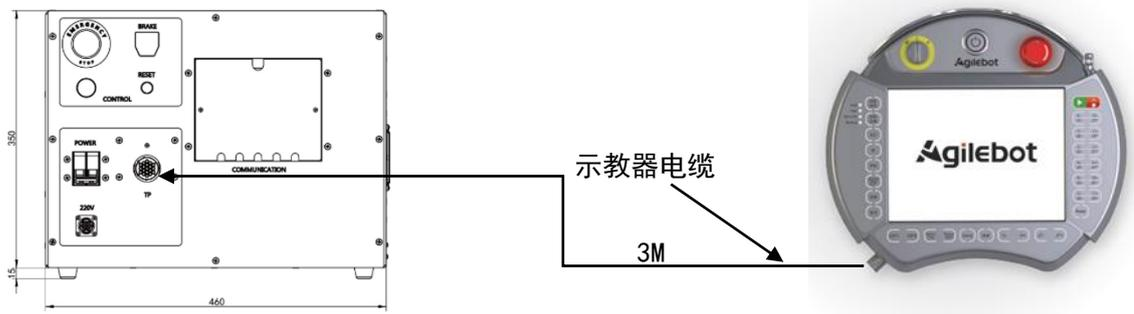 EMERGENCY
STOP
BRAKE
RESET
CONTROL
350
POWER
TP
220V
COMMUNICATION
15
460
示教器电缆
3M
Agilebot
Agilebot